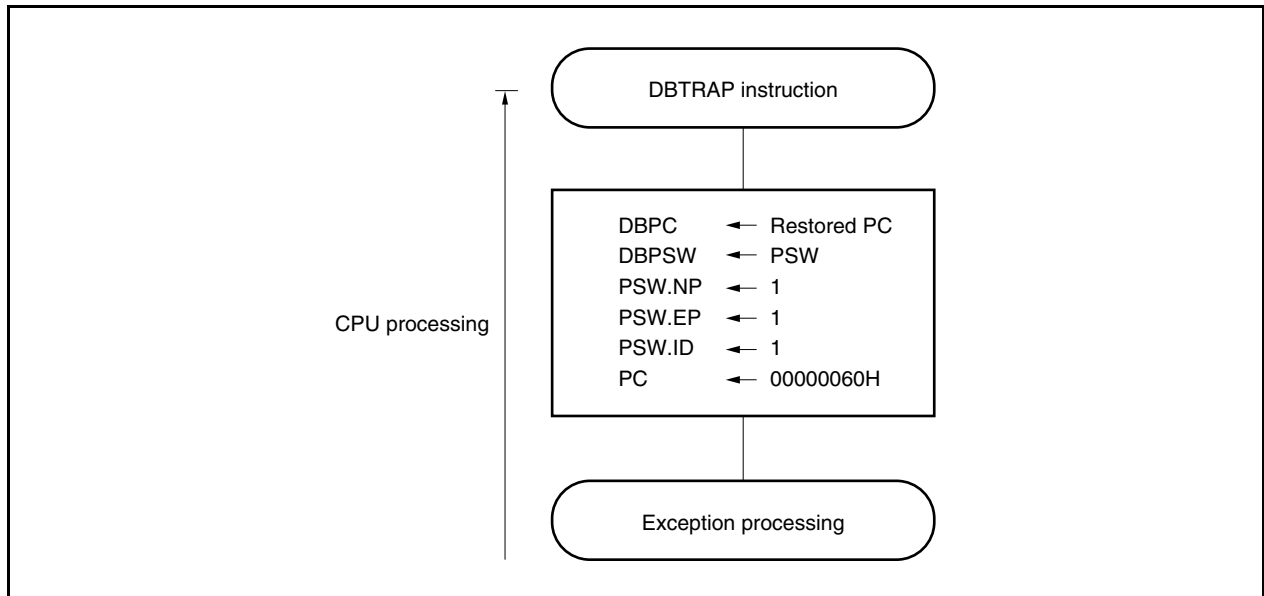 DBTRAP instruction
CPU processing
DBPC ← Restored PC
DBPSW ← PSW
PSW.NP ← 1
PSW.EP ← 1
PSW.ID ← 1
PC ← 00000060H
Exception processing